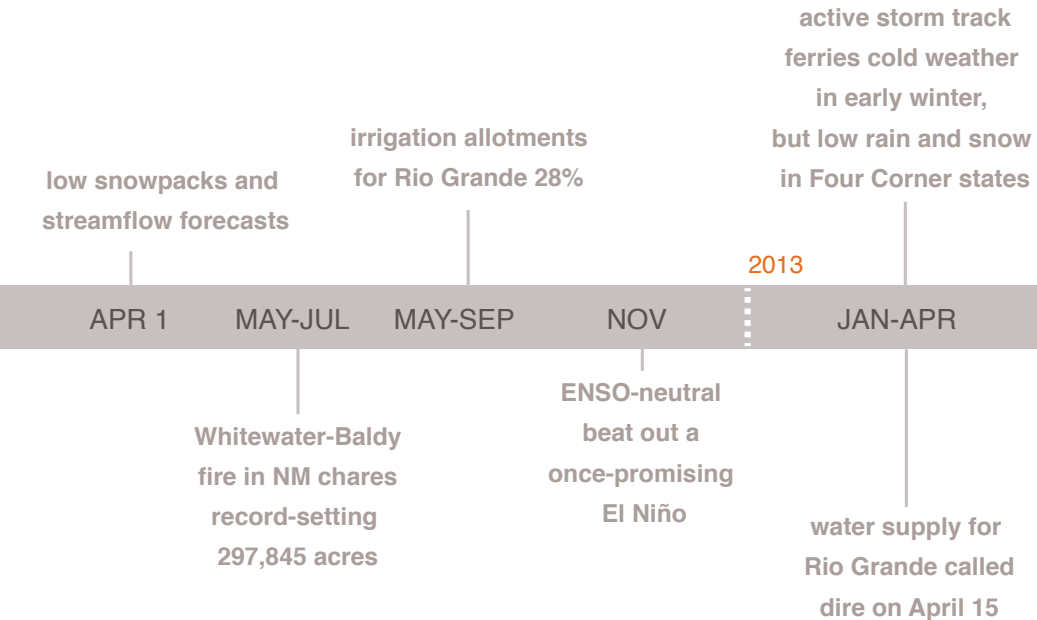 active storm track
ferries cold weather
in early winter,
but low rain and snow
in Four Corner states
irrigation allotments
for Rio Grande 28%
low snowpacks and
streamflow forecasts
2013
APR 1
MAY-JUL
MAY-SEP
NOV
JAN-APR
Whitewater-Baldy
fire in NM chares
record-setting
297,845 acres
ENSO-neutral
beat out a
once-promising
El Niño
water supply for
Rio Grande called
dire on April 15